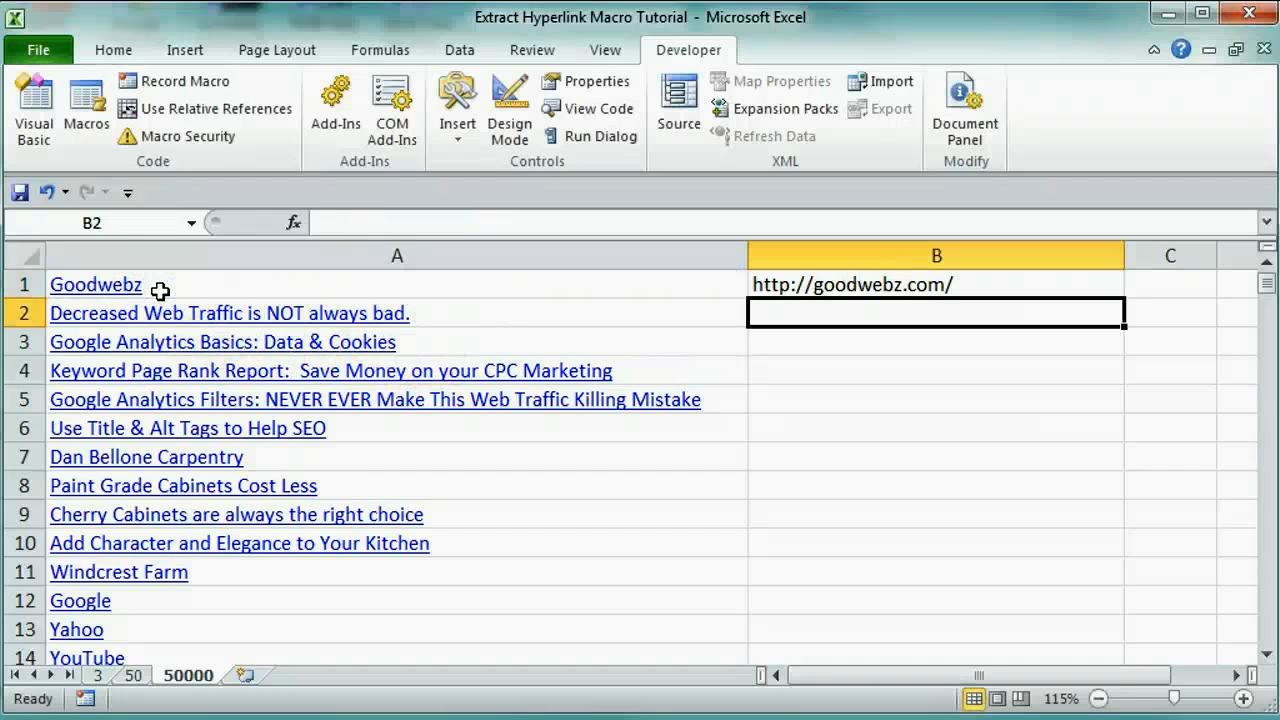 Extract Hyperlink Macro Tutorial - Microsoft Excel
File Home Insert Page Layout Formulas Data Review View Developer
Visual Basic
Macros
Record Macro
Use Relative References
Macro Security
Code
Add-Ins
COM Add-Ins
Add-Ins
Insert
Design Mode
Properties
View Code
Run Dialog
Controls
Source
Map Properties
Expansion Packs
Refresh Data
Import
Export
XML
Document Panel
Modify
B2 fx
A B C
1 Goodwebz http://goodwebz.com/
2 Decreased Web Traffic is NOT always bad.
3 Google Analytics Basics: Data & Cookies
4 Keyword Page Rank Report:  Save Money on your CPC Marketing
5 Google Analytics Filters: NEVER EVER Make This Web Traffic Killing Mistake
6 Use Title & Alt Tags to Help SEO
7 Dan Bellone Carpentry
8 Paint Grade Cabinets Cost Less
9 Cherry Cabinets are always the right choice
10 Add Character and Elegance to Your Kitchen
11 Windcrest Farm
12 Google
13 Yahoo
14 YouTube
3 50 50000
Ready 115%